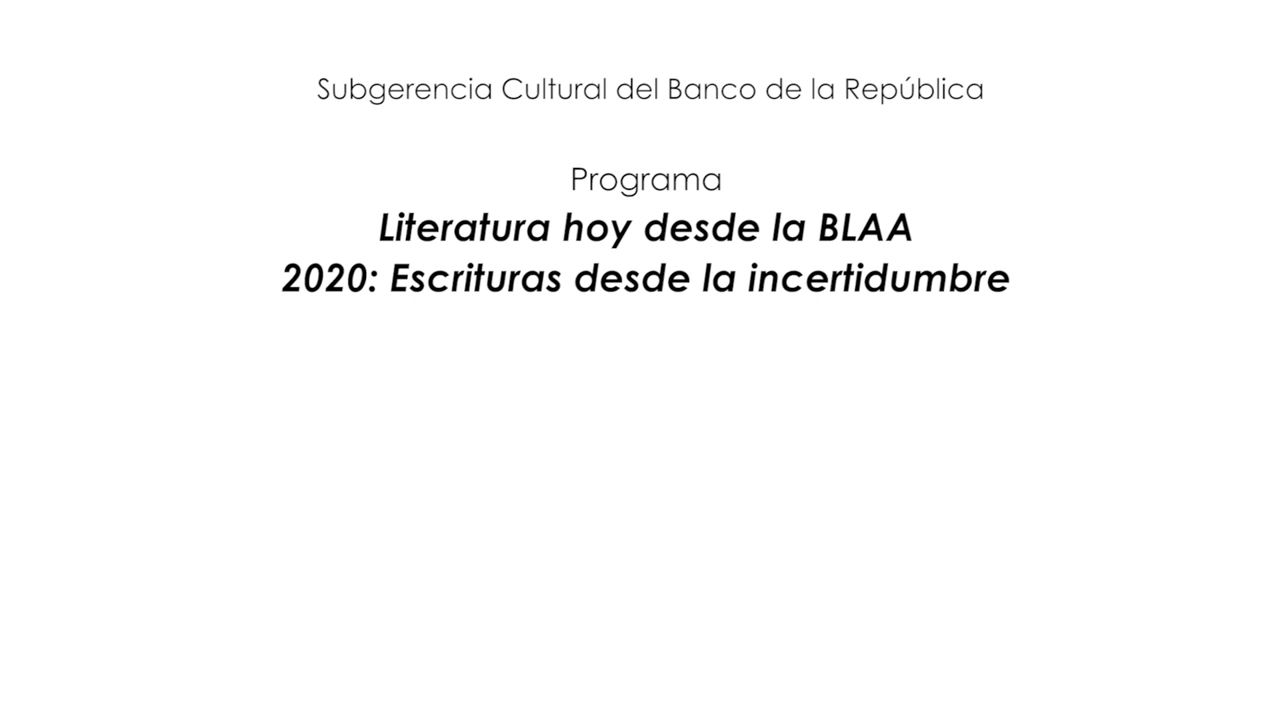 Subgerencia Cultural del Banco de la República
Programa
Literatura hoy desde la BLAA
2020: Escrituras desde la incertidumbre